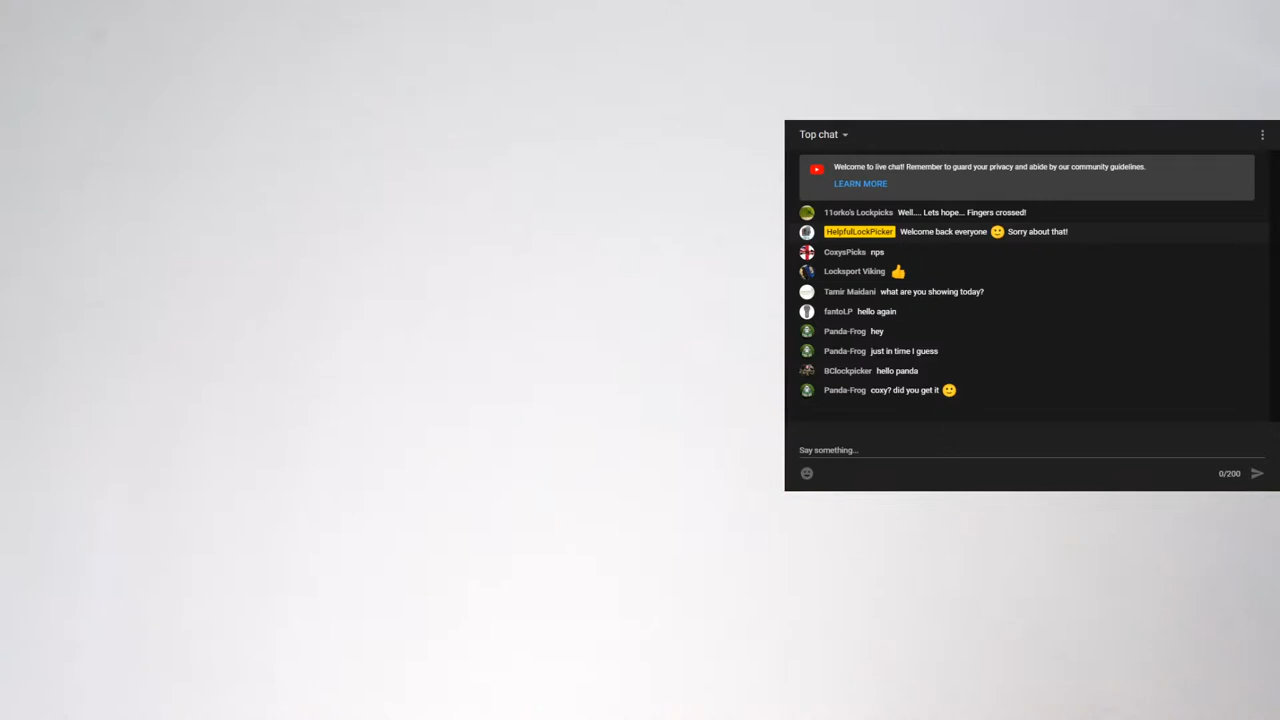 Top chat
Welcome to live chat! Remember to guard your privacy and abide by our community guidelines.
LEARN MORE
11orko's Lockpicks Well.... Lets hope... Fingers crossed!
HelpfulLockPicker Welcome back everyone 🙂 Sorry about that!
CoxysPicks nps
Locksport Viking 👍
Tamir Maidani what are you showing today?
fantoLP hello again
Panda-Frog hey
Panda-Frog just in time I guess
BClockpicker hello panda
Panda-Frog coxy? did you get it 🙂
Say something...
0/200